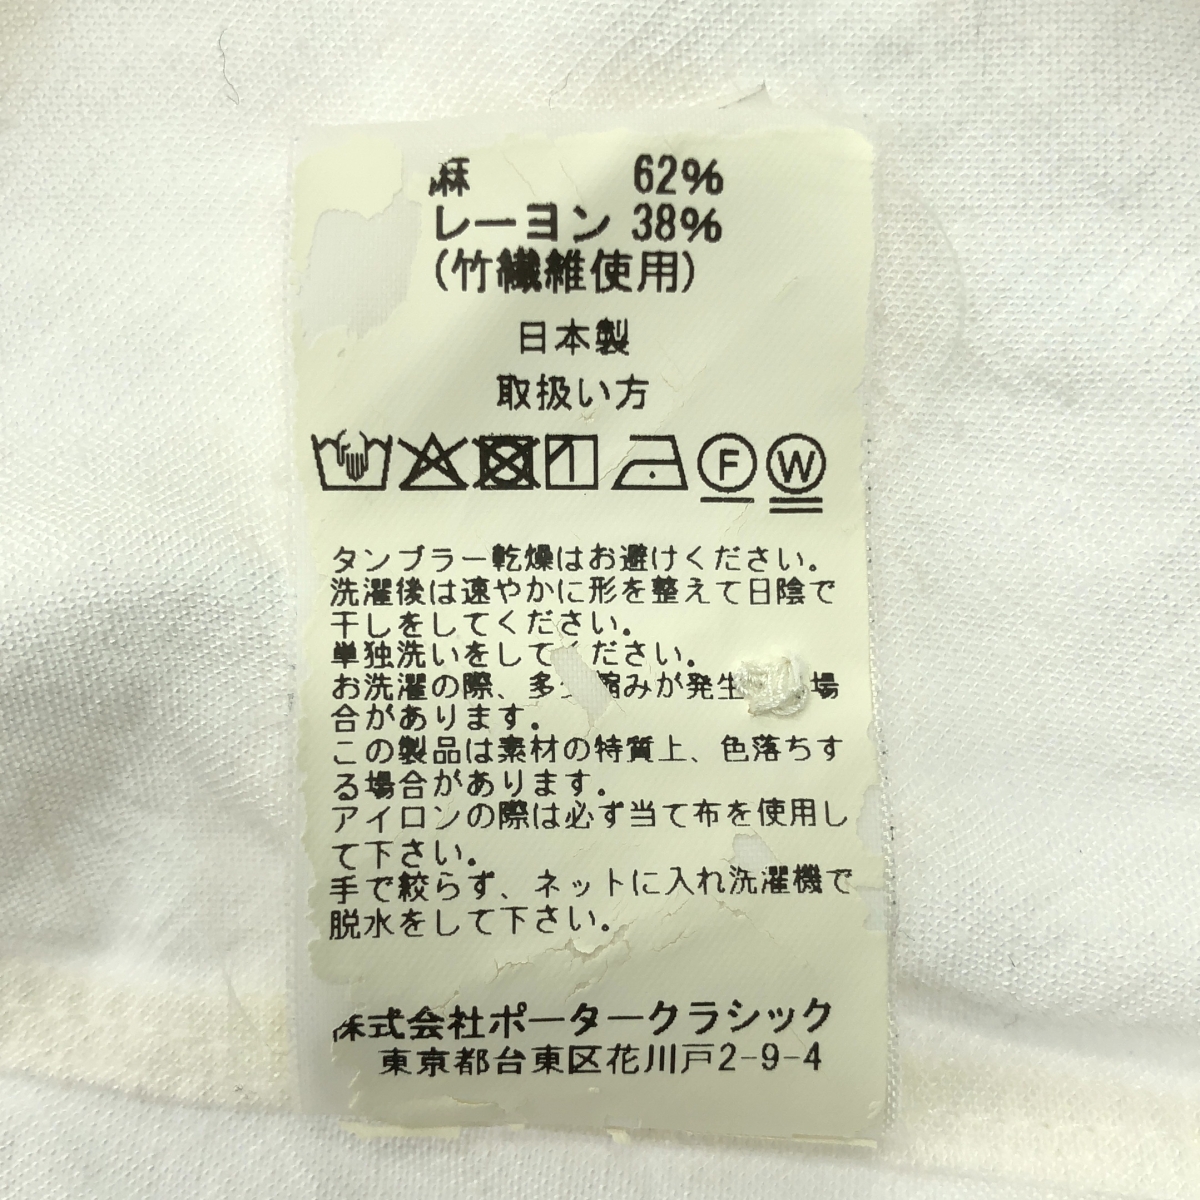 麻 62%
レーヨン 38%
(竹繊維使用)
日本製
取扱い方
F W
タンブラー乾燥はお避けください。
洗濯後は速やかに形を整えて日陰で
干しをしてください。
単独洗いをしてください。
お洗濯の際、多 縮みが発生 場
合があります。
この製品は素材の特質上、色落ちす
る場合があります。
アイロンの際は必ず当て布を使用し
て下さい。
手で絞らず、ネットに入れ洗濯機で
脱水をして下さい。
株式会社ポータークラシック
東京都台東区花川戸2-9-4